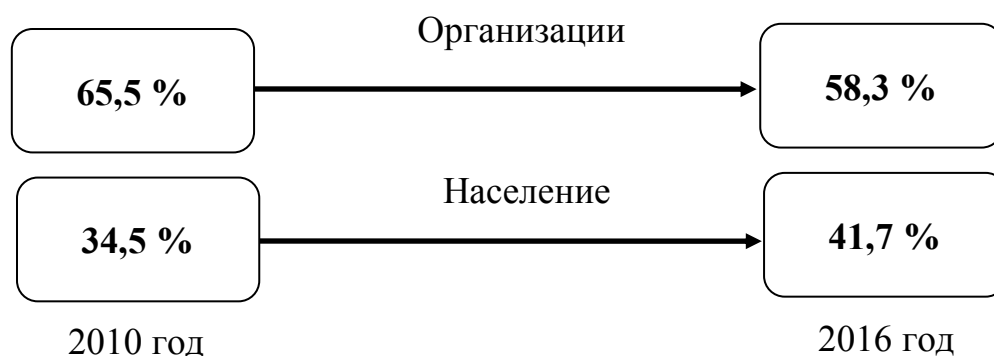 Организации
65,5 %
58,3 %
Население
34,5 %
41,7 %
2010 год
2016 год